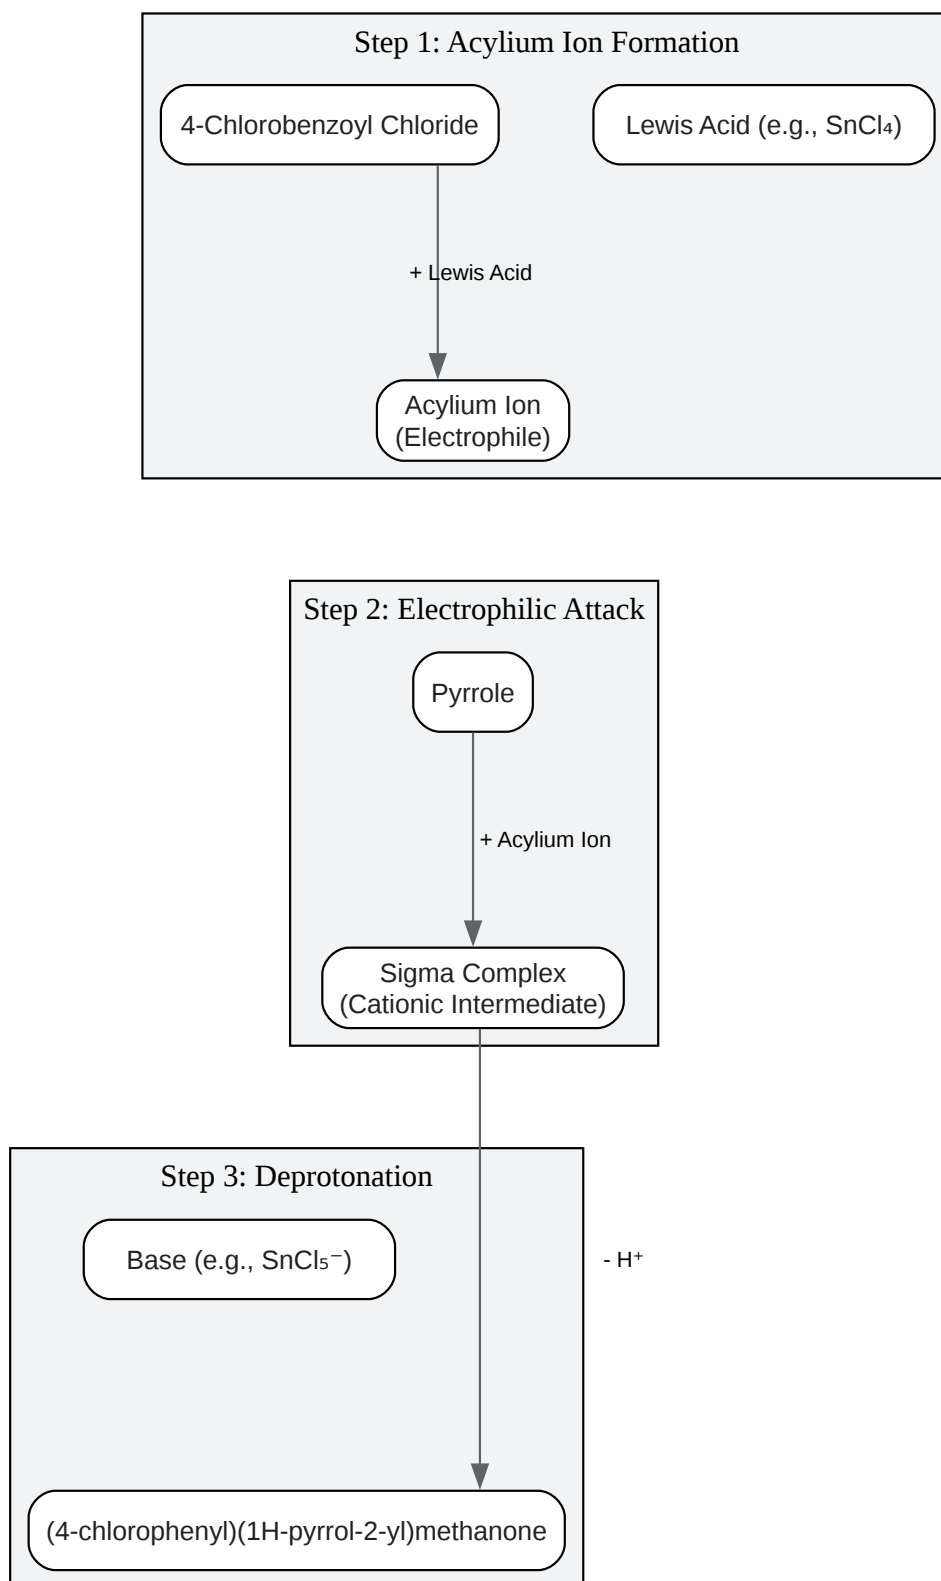 Step 1: Acylium Ion Formation
4-Chlorobenzoyl Chloride
Lewis Acid (e.g., SnCl₄)
+ Lewis Acid
Acylium Ion
(Electrophile)
Step 2: Electrophilic Attack
Pyrrole
+ Acylium Ion
Sigma Complex
(Cationic Intermediate)
Step 3: Deprotonation
Base (e.g., SnCl₅⁻)
- H⁺
(4-chlorophenyl)(1H-pyrrol-2-yl)methanone